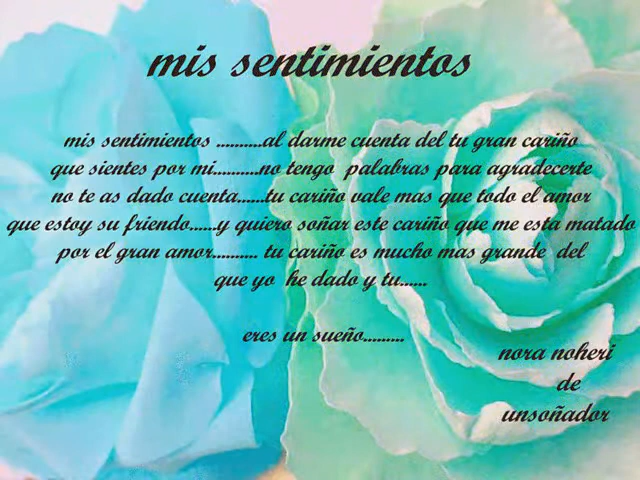 mis sentimientos
mis sentimientos ..........al darme cuenta del tu gran cariño
que sientes por mi..........no tengo palabras para agradecerte
no te as dado cuenta......tu cariño vale mas que todo el amor
que estoy su friendo......y quiero soñar este cariño que me esta matado
por el gran amor.......... tu cariño es mucho mas grande del
que yo he dado y tu......
eres un sueño.........
nora noheri
de
unsoñador